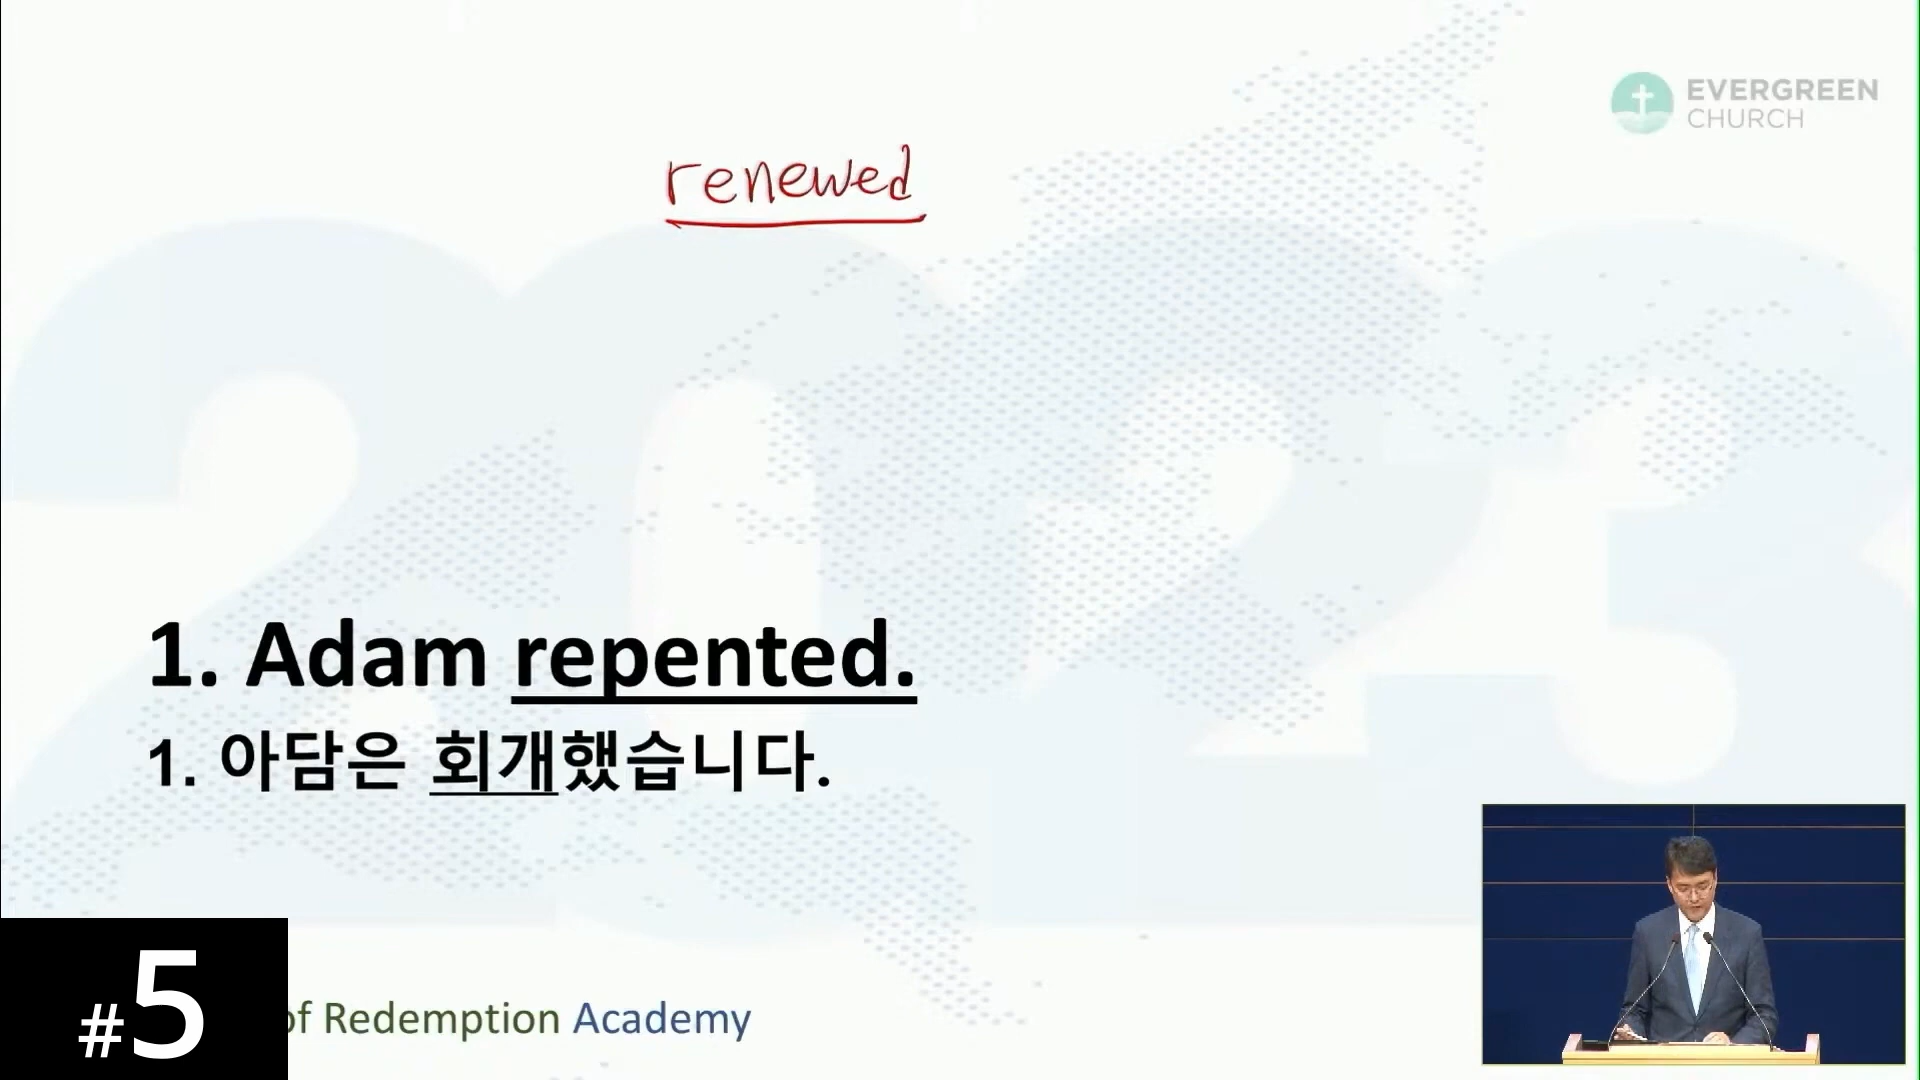 EVERGREEN
CHURCH
renewed
1. Adam repented.
1. 아담은 회개했습니다.
#5
of Redemption Academy